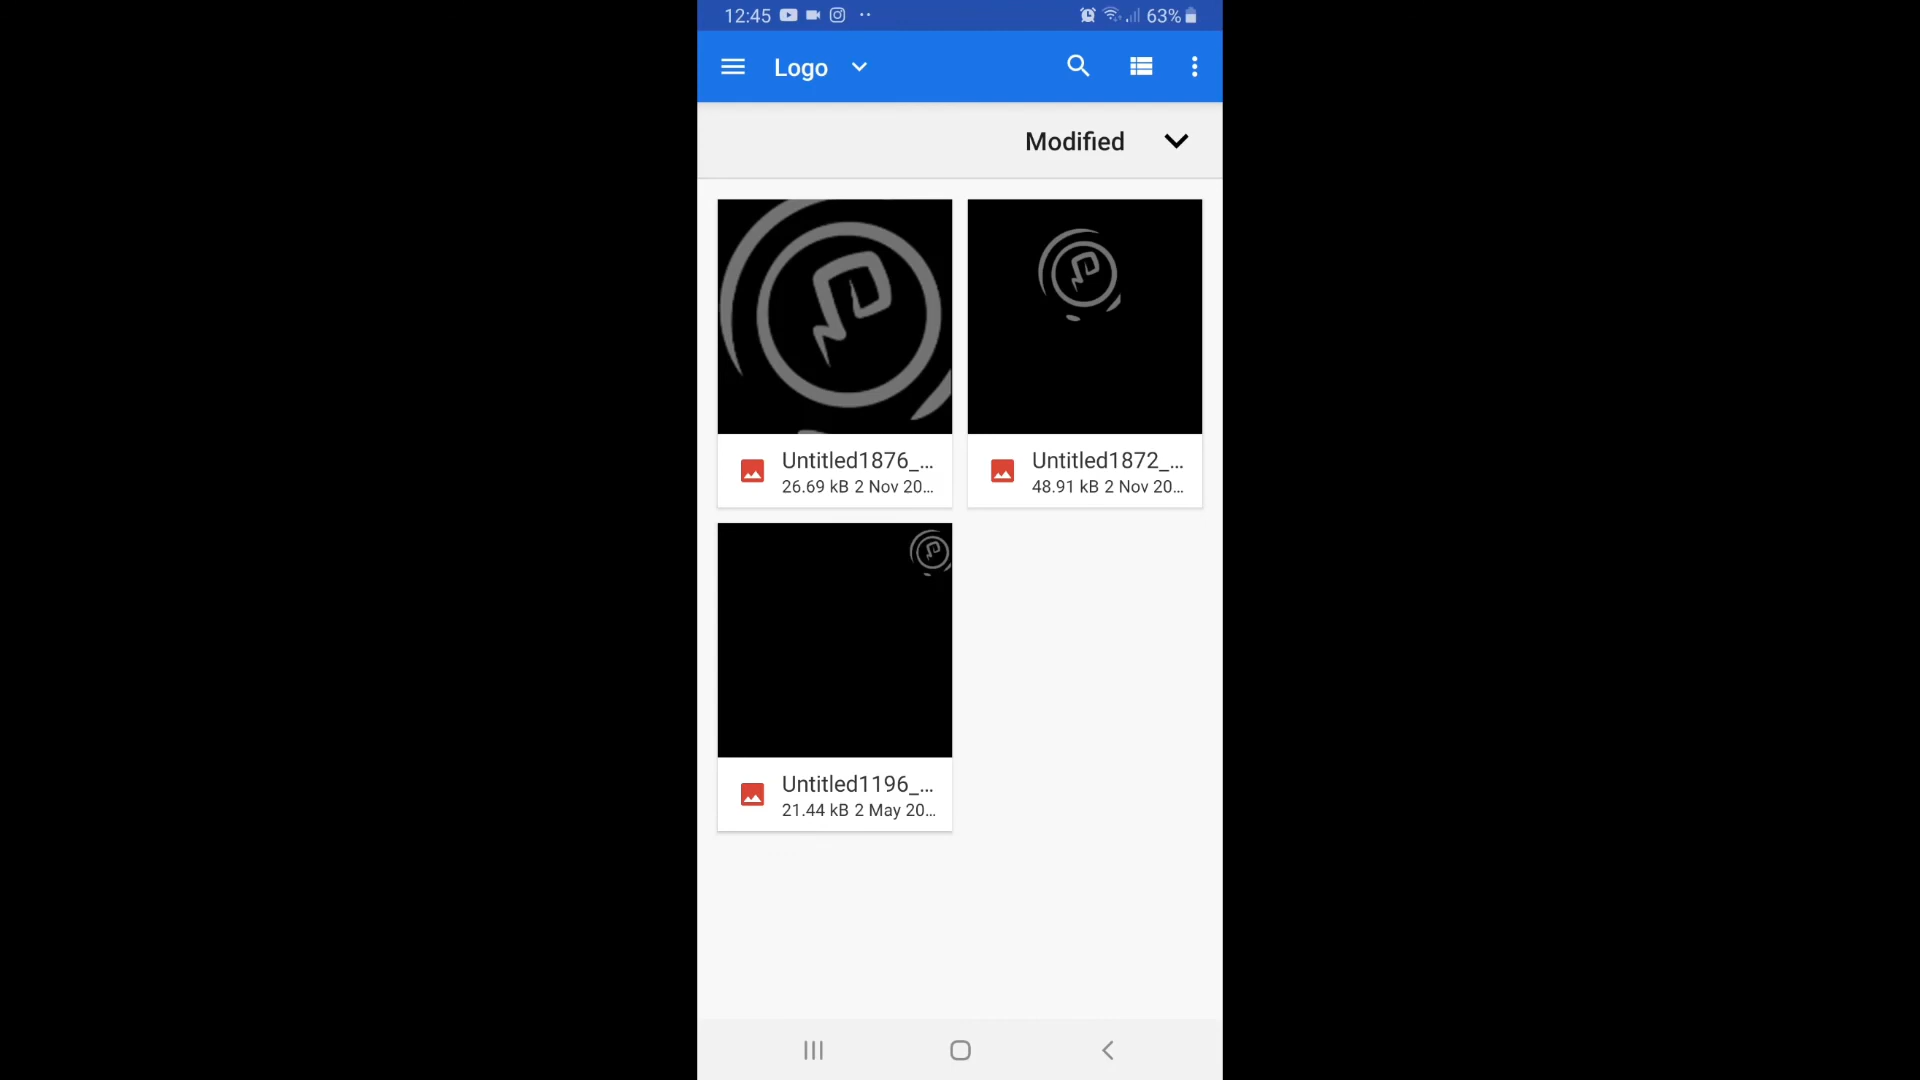 12:45
63%
Logo
Modified
Untitled1876_...
26.69 kB 2 Nov 20...
Untitled1872_...
48.91 kB 2 Nov 20...
Untitled1196_...
21.44 kB 2 May 20...